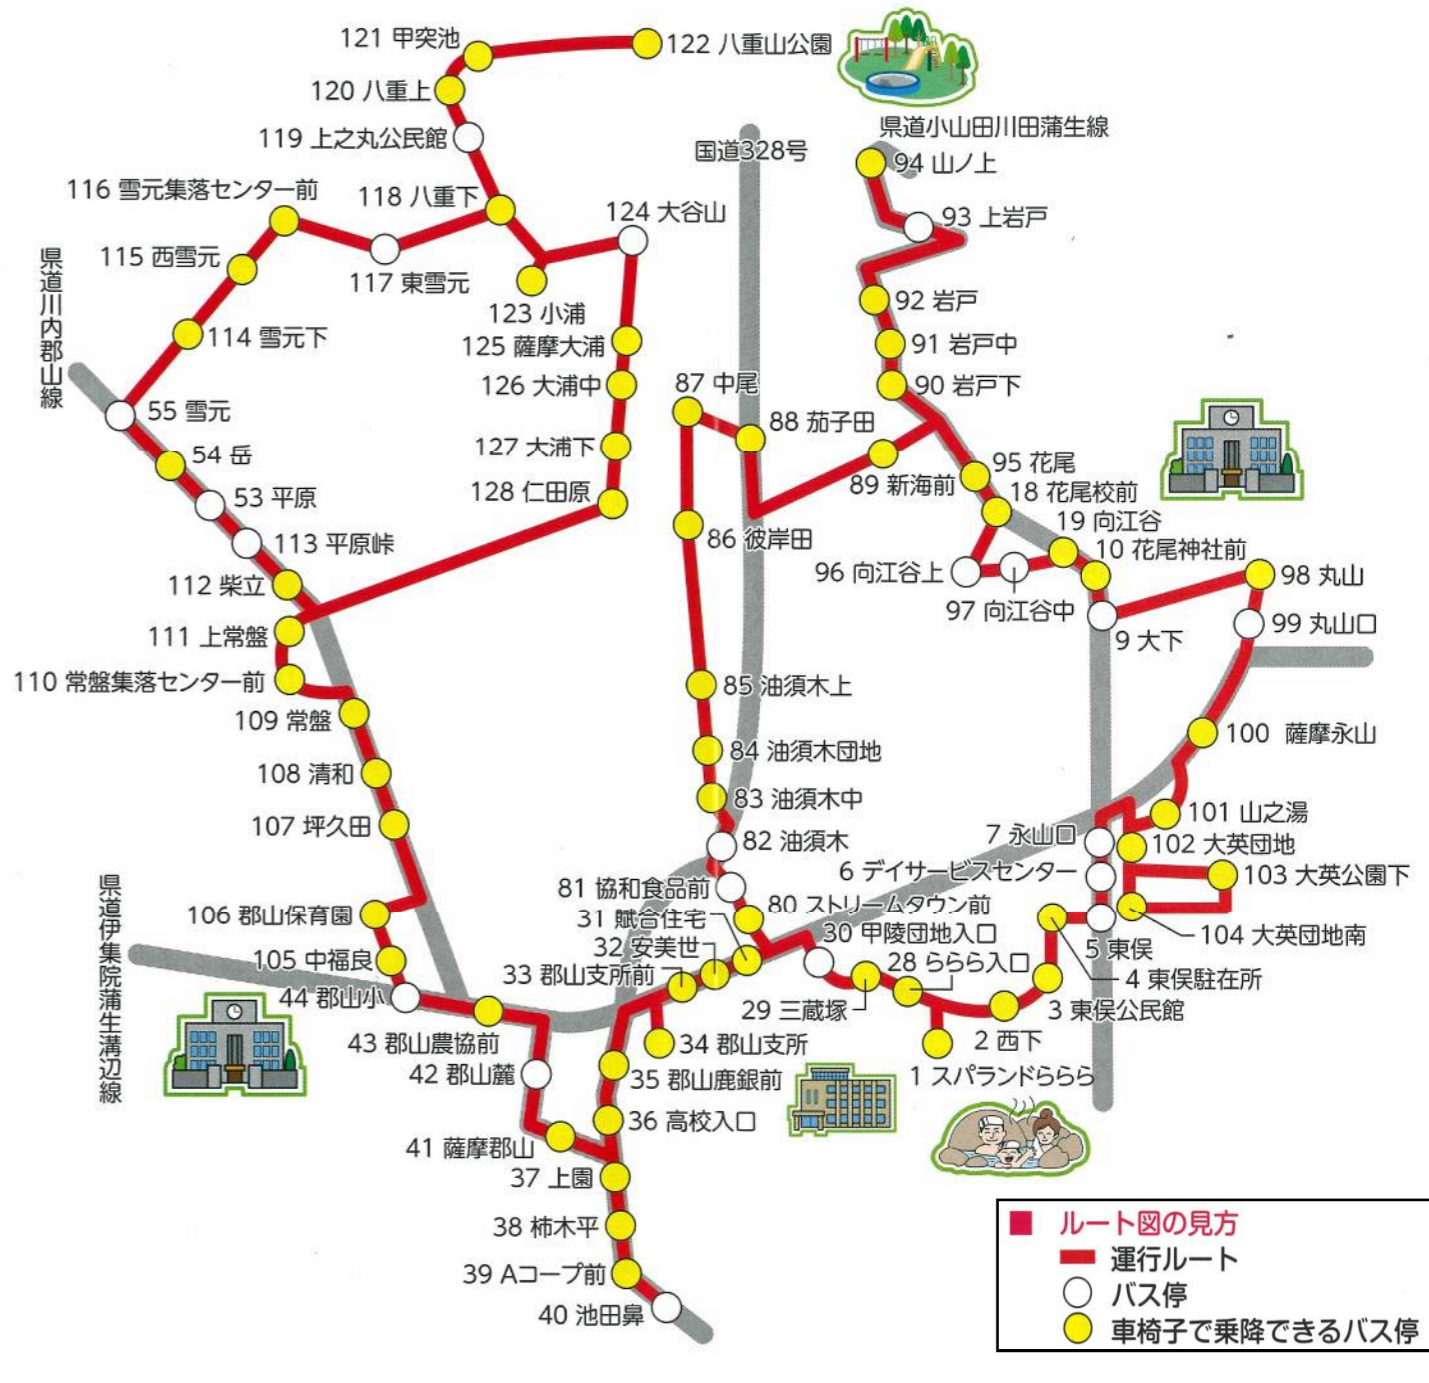 121 甲突池
122 八重山公園
120 八重上
119 上之丸公民館
県道小山田川田蒲生線
国道328号
94 山ノ上
116 雪元集落センター前
118 八重下
124 大谷山
93 上岩戸
115 西雪元
117 東雪元
県道川内郡山線
123 小浦
92 岩戸
114 雪元下
125 薩摩大浦
91 岩戸中
126 大浦中
87 中尾
90 岩戸下
55 雪元
88 茄子田
54 岳
127 大浦下
95 花尾
89 新海前
53 平原
128 仁田原
18 花尾校前
19 向江谷
113 平原峠
86 彼岸田
10 花尾神社前
112 柴立
96 向江谷上
98 丸山
97 向江谷中
99 丸山口
111 上常盤
9 大下
110 常盤集落センター前
85 油須木上
109 常盤
100 薩摩永山
84 油須木団地
108 清和
83 油須木中
101 山之湯
107 坪久田
82 油須木
7 永山口
102 大英団地
6 デイサービスセンター
103 大英公園下
県道伊集院蒲生溝辺線
81 協和食品前
80 ストリームタウン前
106 郡山保育園
31 賦合住宅
30 甲陵団地入口
104 大英団地南
32 安美世
5 東俣
105 中福良
33 郡山支所前
28 ららら入口
4 東俣駐在所
44 郡山小
29 三蔵塚
3 東俣公民館
43 郡山農協前
34 郡山支所
2 西下
42 郡山麓
35 郡山鹿銀前
1 スパランドららら
36 高校入口
41 薩摩郡山
37 上園
38 柿木平
39 Aコープ前
40 池田鼻
ルート図の見方
運行ルート
バス停
車椅子で乗降できるバス停